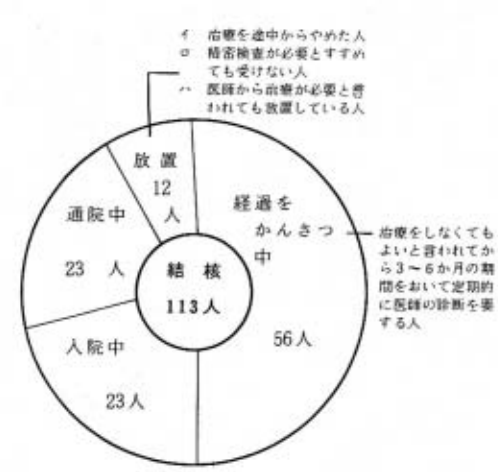 イ 治療を途中からやめた人
ロ 精密検査が必要とすすめ
ても受けない人
ハ 医師から治療が必要と言
われても放置している人
放置
12
人
経過を
かんさつ
中
56人
治療をしなくても
よいと言われてか
ら3～6か月の期
間をおいて定期的
に医師の診断を要
する人
通院中
23 人
結核
113人
入院中
23人